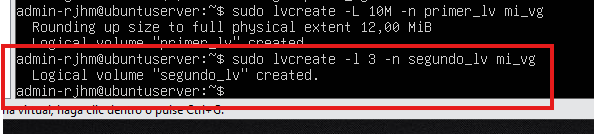 admin-rjhm@ubuntuserver:~$ sudo lvcreate -L 10M -n primer_lv mi_vg
  Rounding up size to full physical extent 12,00 MiB
  Logical volume "primer_lv" created.
admin-rjhm@ubuntuserver:~$ sudo lvcreate -l 3 -n segundo_lv mi_vg
  Logical volume "segundo_lv" created.
admin-rjhm@ubuntuserver:~$
na virtual, haga clic dentro o pulse Ctrl+G.